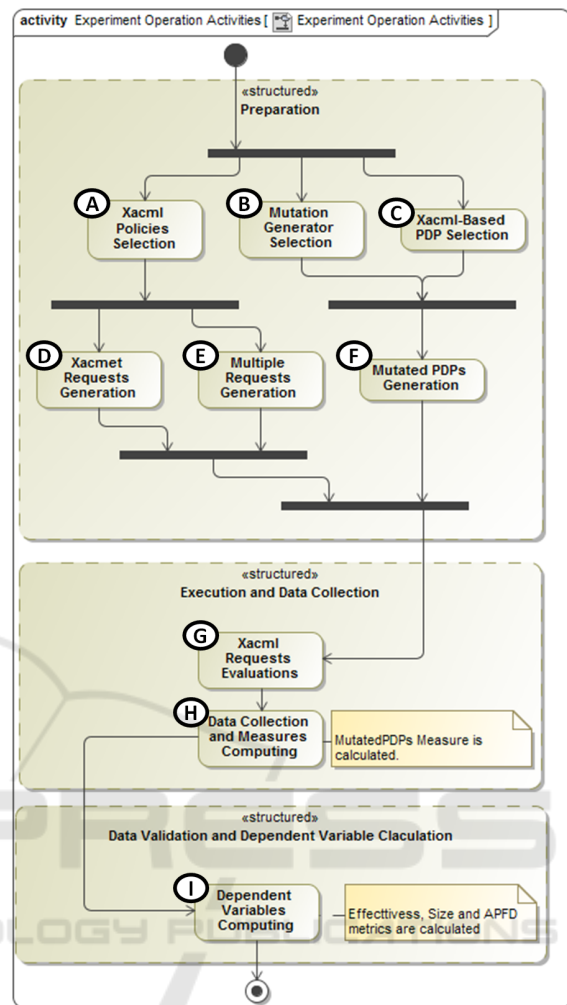 activity Experiment Operation Activities [ Experiment Operation Activities ]
«structured»
Preparation
A
Xacml
Policies
Selection
B
Mutation
Generator
Selection
C
Xacml-Based
PDP Selection
D
Xacmet
Requests
Generation
E
Multiple
Requests
Generation
F
Mutated PDPs
Generation
«structured»
Execution and Data Collection
G
Xacml
Requests
Evaluations
H
Data Collection
and Measures
Computing
MutatedPDPs Measure is
calculated.
«structured»
Data Validation and Dependent Variable Claculation
I
Dependent
Variables
Computing
Effecttivess, Size and APFD
metrics are calculated
PRESS
OLOGY PUBLICATIONS